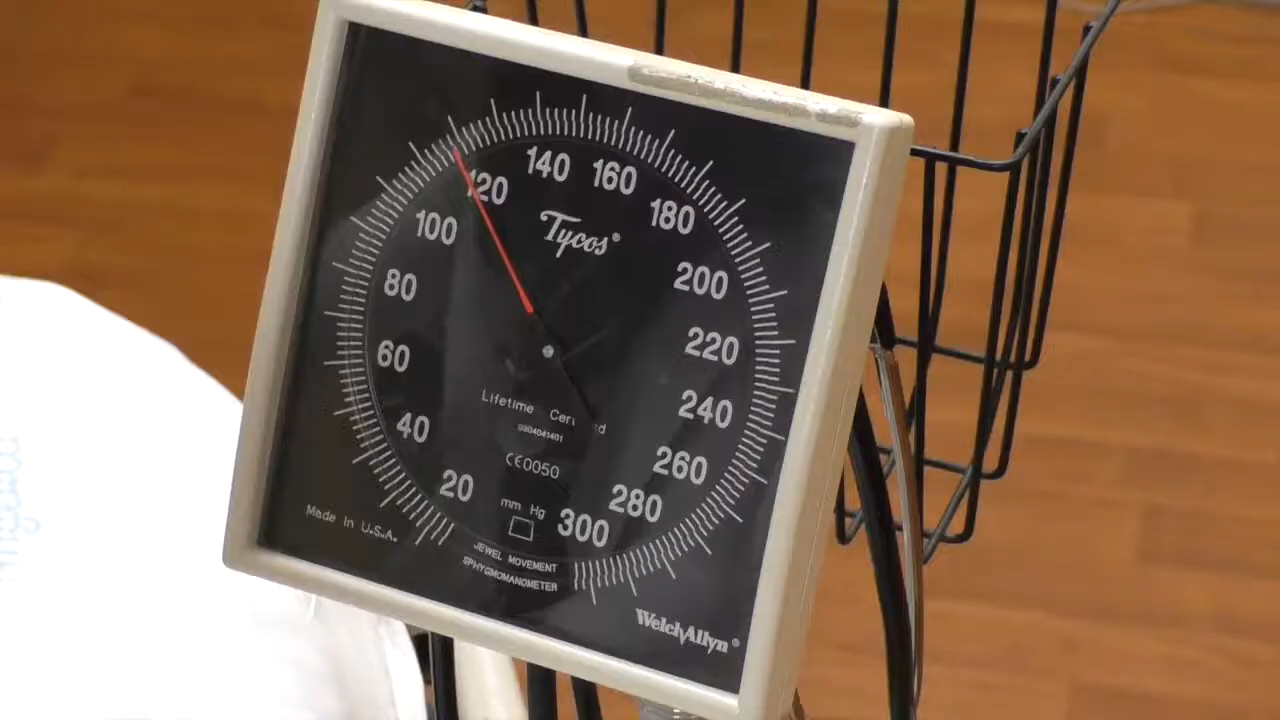 140
160
120
180
Tycos®
100
200
80
220
60
240
Lifetime
0050
40
260
20
280
mm Hg
300
Made in U.S.A.
JEWEL MOVEMENT
SPHYGMOMANOMETER
WelchAllyn®